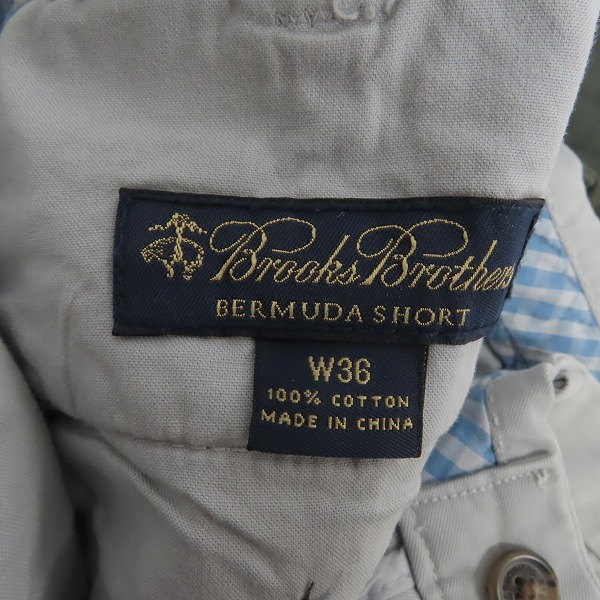 Brooks Brothers
BERMUDA SHORT
W36
100% COTTON
MADE IN CHINA